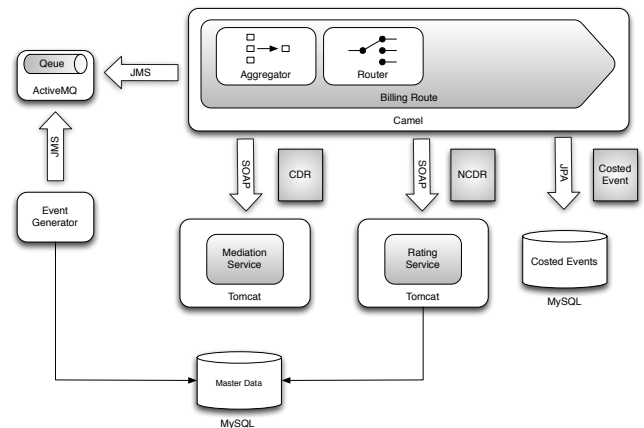 Qeue
ActiveMQ
JMS
Aggregator
Router
Billing Route
Camel
JMS
SOAP
CDR
SOAP
NCDR
JPA
Costed
Event
Event
Generator
Mediation
Service
Tomcat
Rating
Service
Tomcat
Costed Events
MySQL
Master Data
MySQL